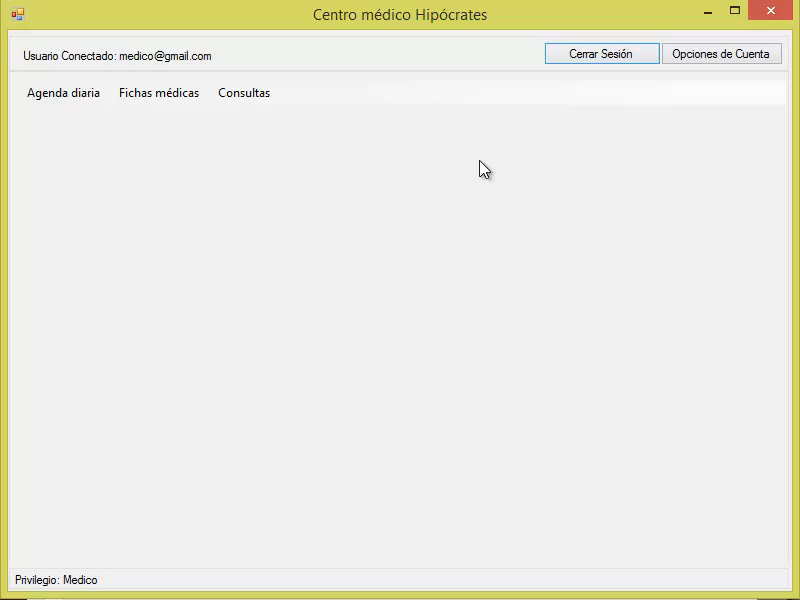 Centro médico Hipócrates
Usuario Conectado: medico@gmail.com
Cerrar Sesión
Opciones de Cuenta
Agenda diaria
Fichas médicas
Consultas
Privilegio: Medico